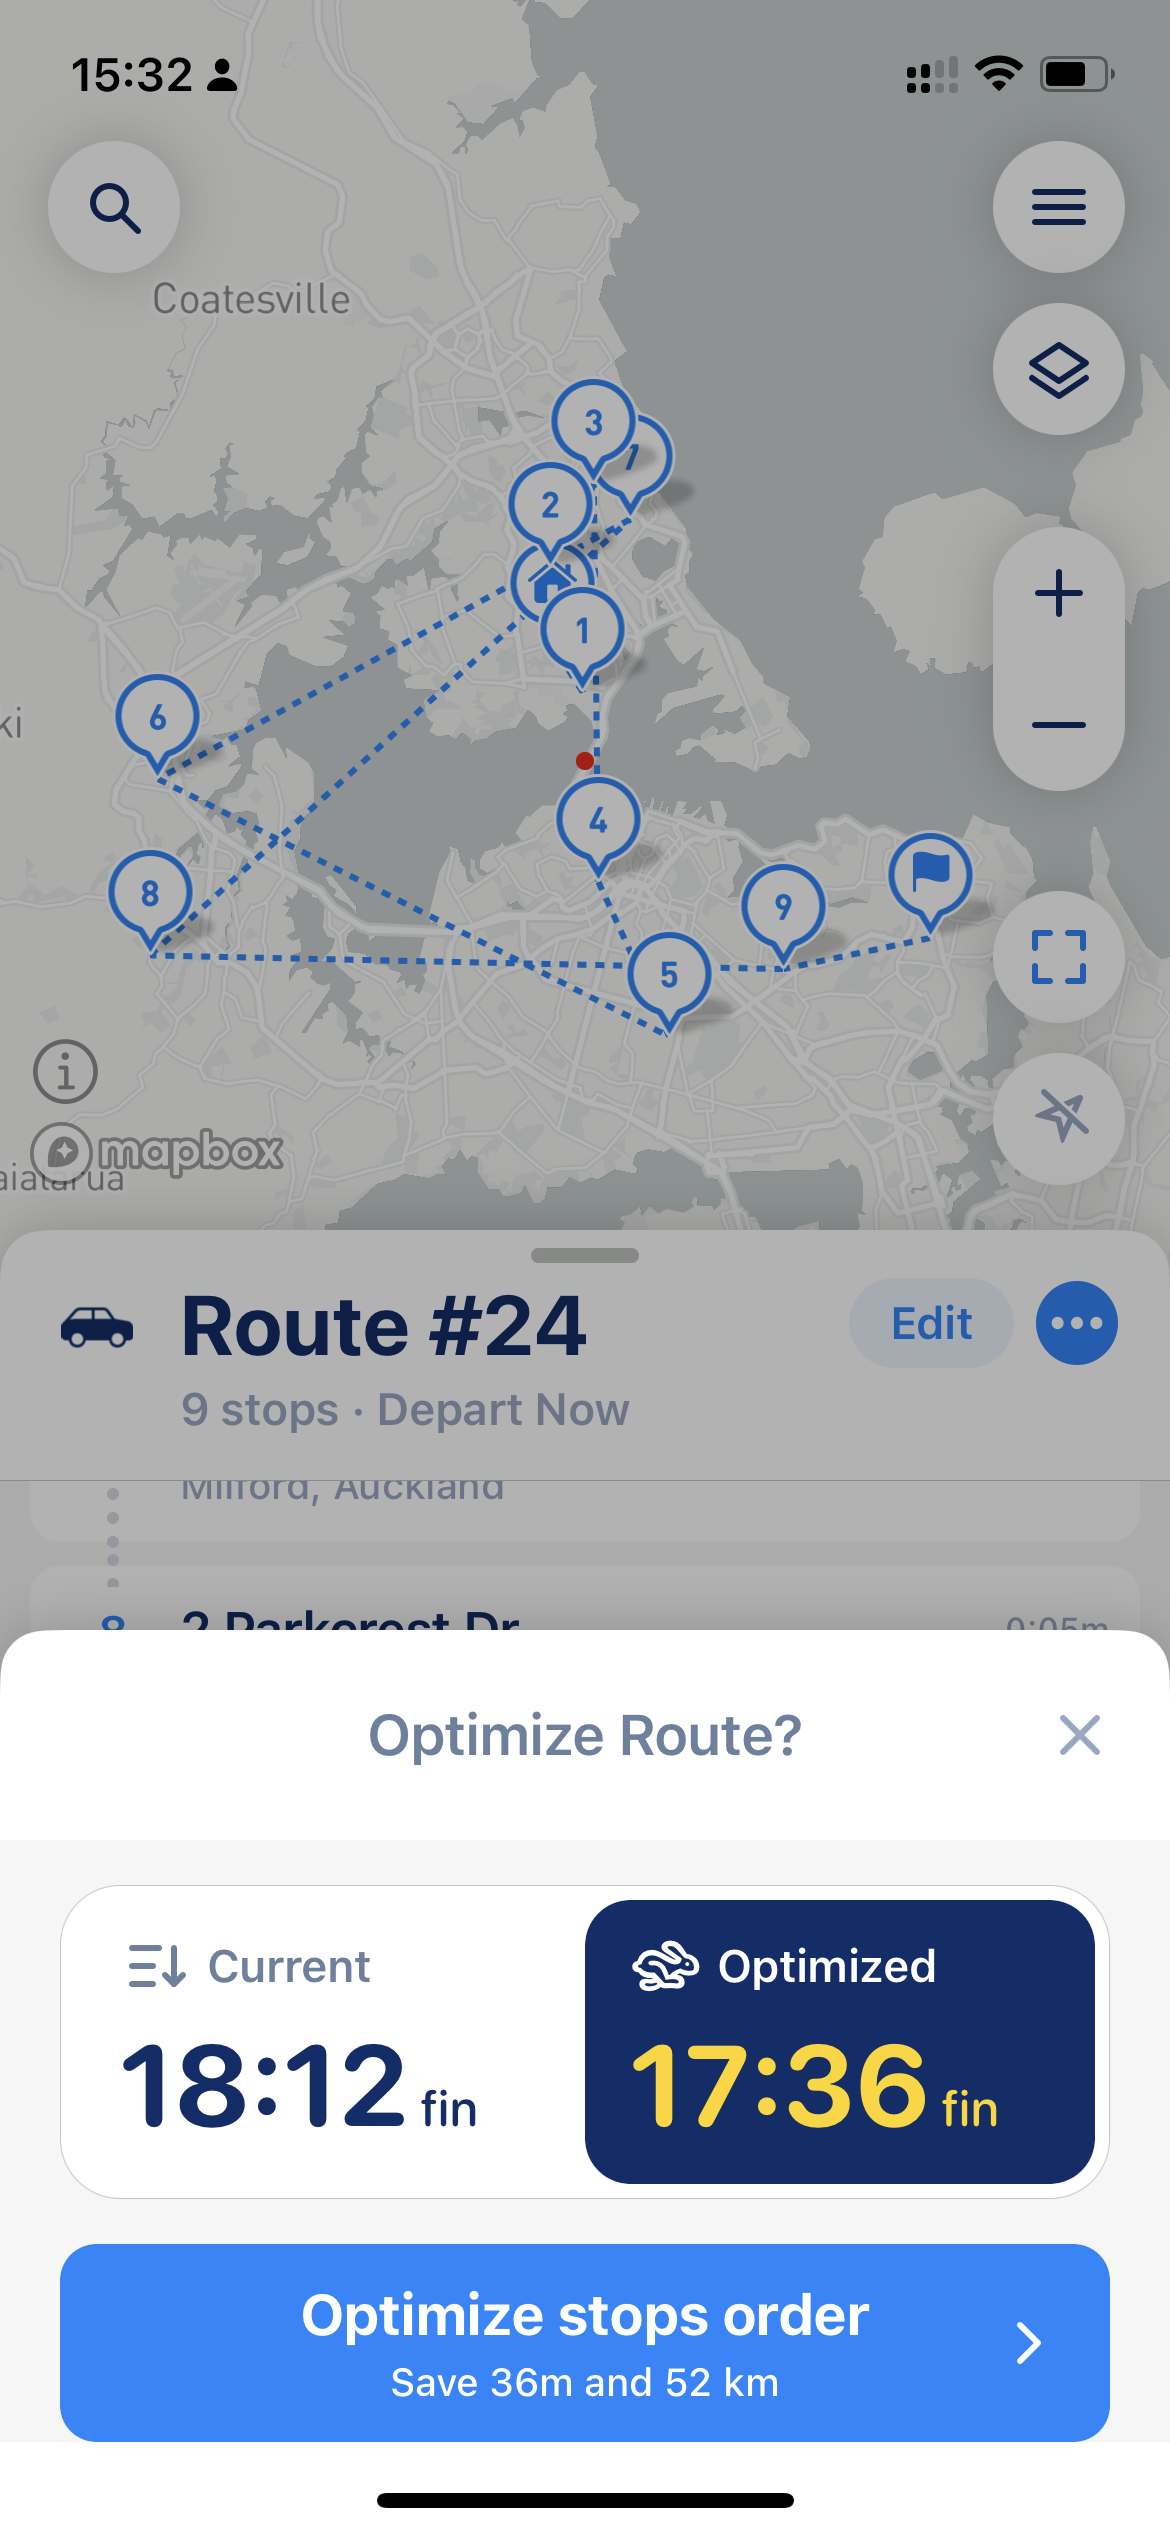 15:32
Coatesville
3
7
2
1
6
ki
4
8
9
5
i
mapbox
aiatarua
Route #24
Edit
9 stops · Depart Now
Milford, Auckland
8
2 Parkcrest Dr
0:05m
Optimize Route?
Current
Optimized
18:12 fin
17:36 fin
Optimize stops order
Save 36m and 52 km